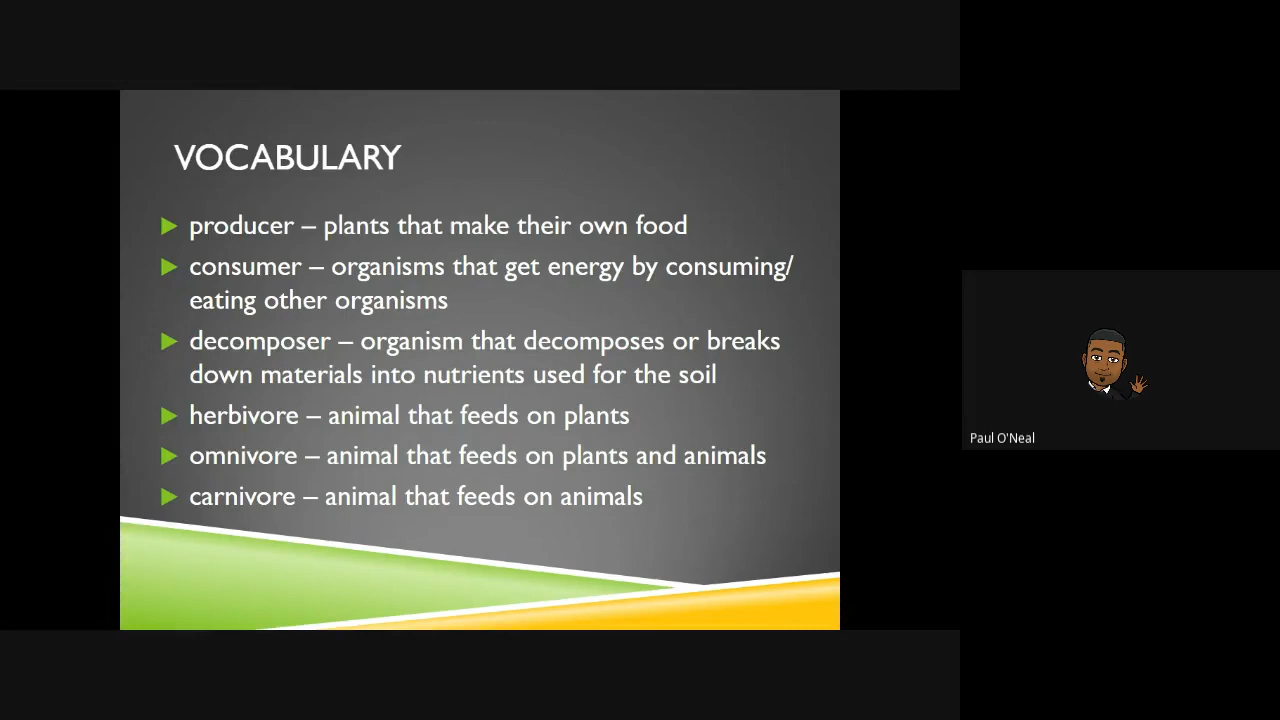 VOCABULARY
producer – plants that make their own food
consumer – organisms that get energy by consuming/
eating other organisms
decomposer – organism that decomposes or breaks
down materials into nutrients used for the soil
herbivore – animal that feeds on plants
omnivore – animal that feeds on plants and animals
carnivore – animal that feeds on animals
Paul O'Neal